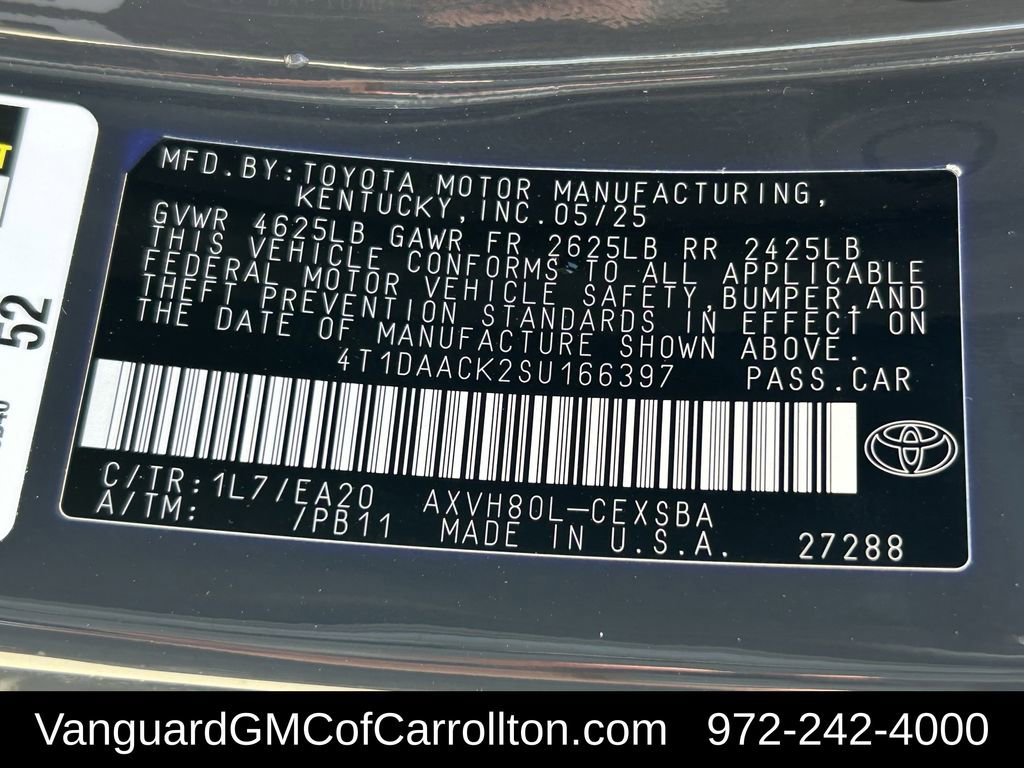 MFD.BY:TOYOTA MOTOR MANUFACTURING,
KENTUCKY,INC.05/25
GVWR 4625LB GAWR FR 2625LB RR 2425LB
THIS VEHICLE CONFORMS TO ALL APPLICABLE
FEDERAL MOTOR VEHICLE SAFETY,BUMPER,AND
THEFT PREVENTION STANDARDS IN EFFECT ON
THE DATE OF MANUFACTURE SHOWN ABOVE.
4T1DAACK2SU166397 PASS.CAR
C/TR:1L7/EA20 AXVH80L-CEXSBA
A/TM: /PB11 MADE IN U.S.A. 27288
52
VanguardGMCofCarrollton.com 972-242-4000